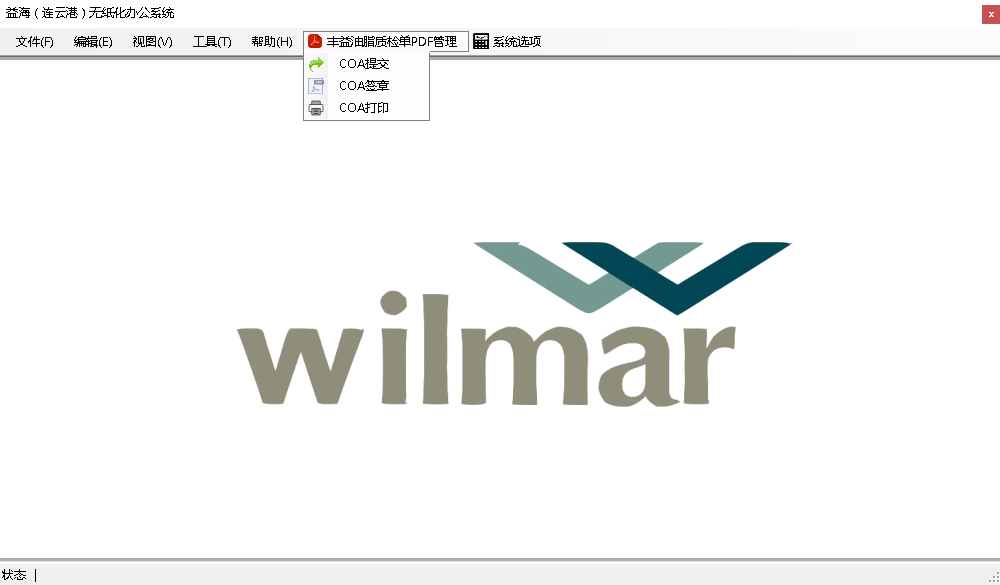 益海（连云港）无纸化办公系统
x
文件(F) 编辑(E) 视图(V) 工具(T) 帮助(H) 丰益油脂质检单PDF管理 系统选项
COA提交
COA签章
COA打印
wilmar
状态